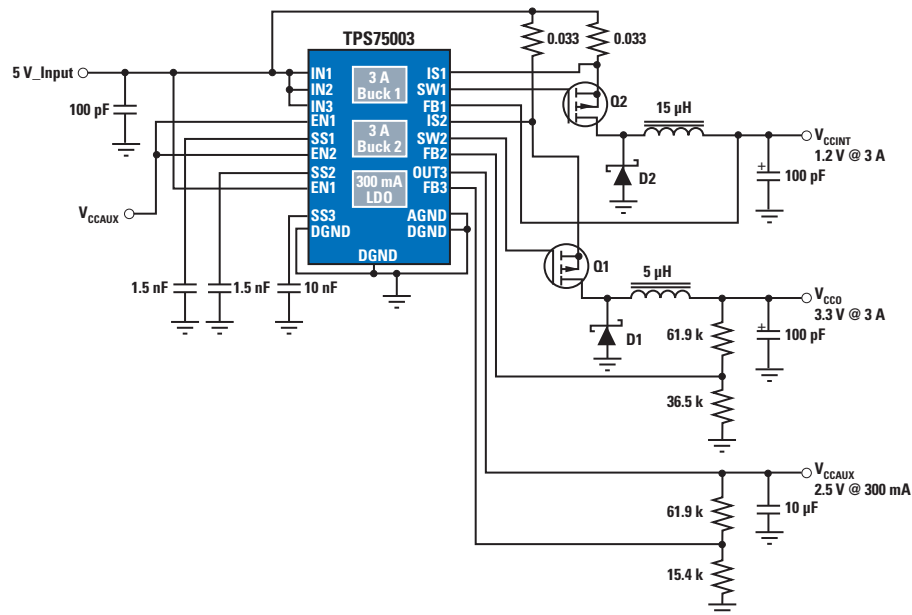 TPS75003
0.033
0.033
5 V_Input
100 pF
IN1
IN2
IN3
EN1
SS1
EN2
SS2
EN1
SS3
DGND
3 A
Buck 1
3 A
Buck 2
300 mA
LDO
DGND
IS1
SW1
FB1
IS2
SW2
FB2
OUT3
FB3
AGND
DGND
Q2
15 µH
D2
V_CCINT
1.2 V @ 3 A
+
100 pF
V_CCAUX
1.5 nF
1.5 nF
10 nF
Q1
5 µH
D1
V_CCO
3.3 V @ 3 A
+
100 pF
61.9 k
36.5 k
V_CCAUX
2.5 V @ 300 mA
61.9 k
10 µF
15.4 k